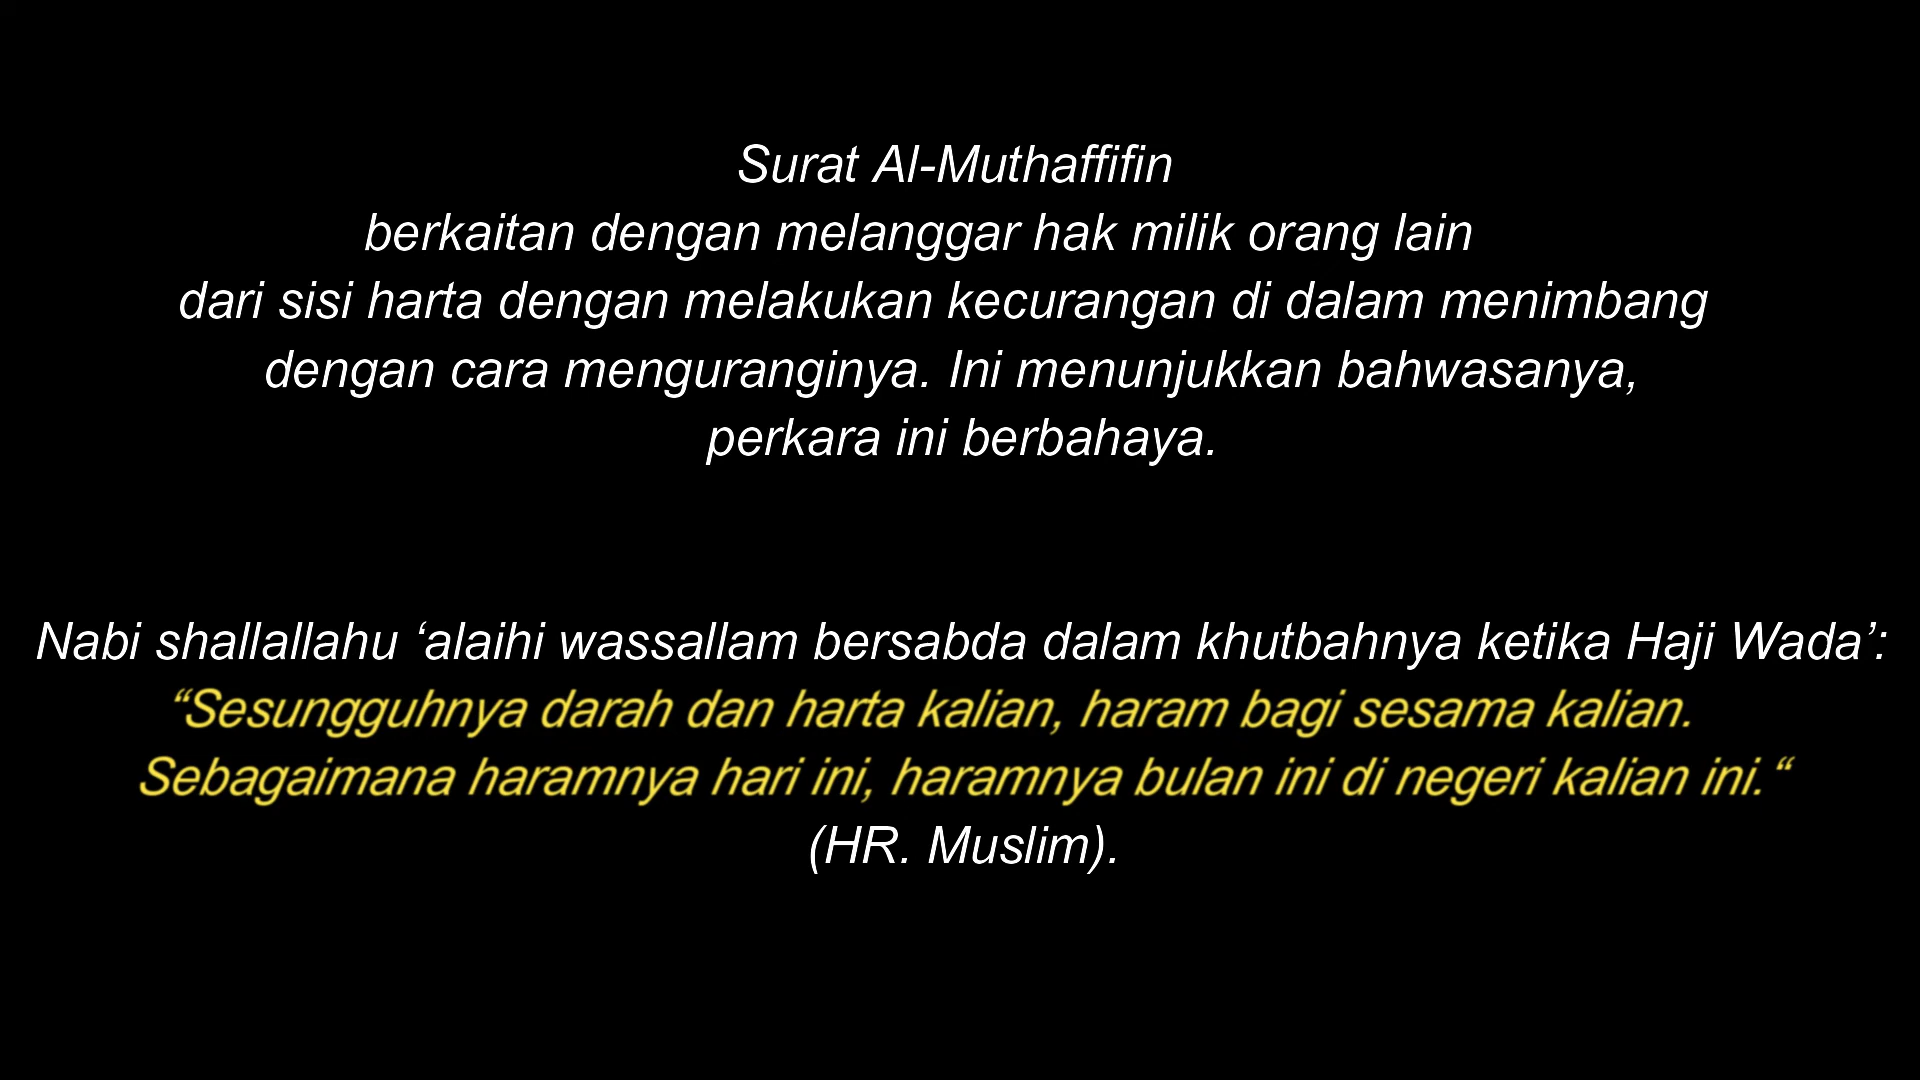 Surat Al-Muthaffifin
berkaitan dengan melanggar hak milik orang lain
dari sisi harta dengan melakukan kecurangan di dalam menimbang
dengan cara menguranginya. Ini menunjukkan bahwasanya,
perkara ini berbahaya.
Nabi shallallahu ‘alaihi wassallam bersabda dalam khutbahnya ketika Haji Wada’:
“Sesungguhnya darah dan harta kalian, haram bagi sesama kalian.
Sebagaimana haramnya hari ini, haramnya bulan ini di negeri kalian ini.“
(HR. Muslim).